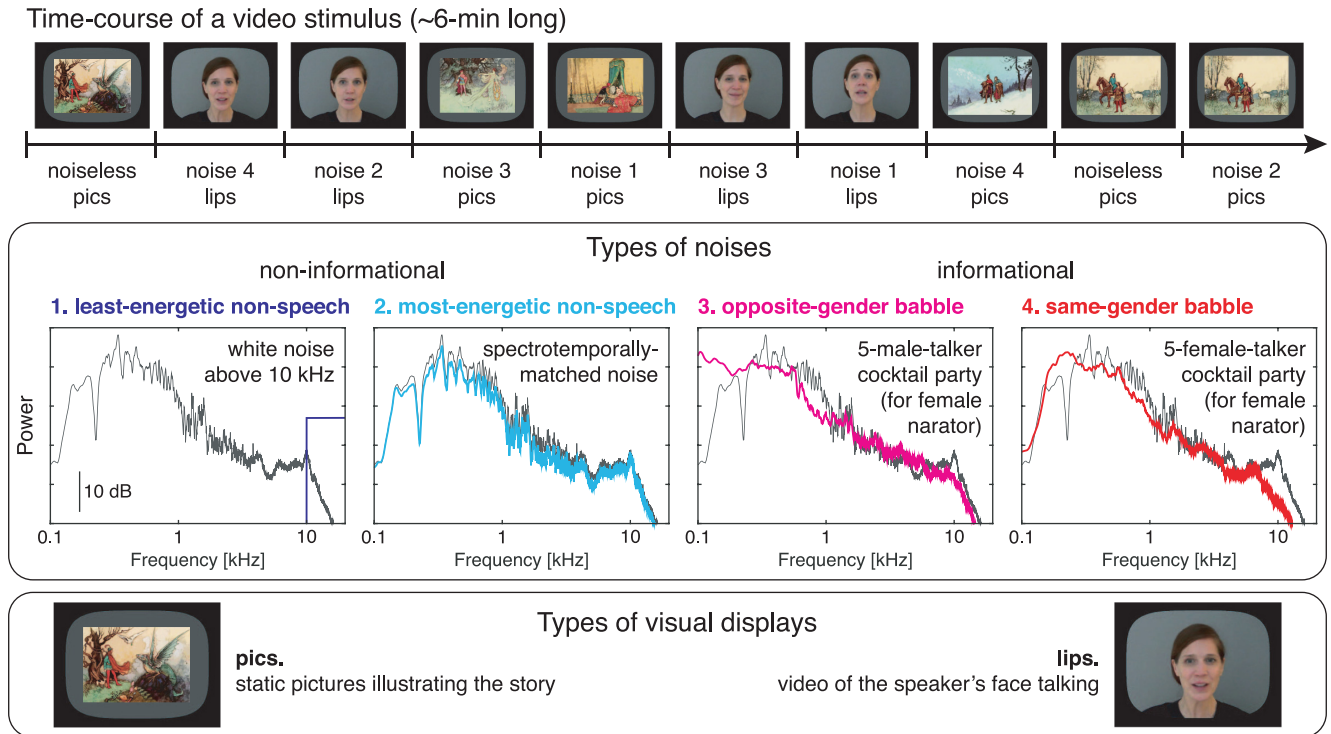 Time-course of a video stimulus (~6-min long)
noiseless
pics
noise 4
lips
noise 2
lips
noise 3
pics
noise 1
pics
noise 3
lips
noise 1
lips
noise 4
pics
noiseless
pics
noise 2
pics
Types of noises
non-informational
informational
1. least-energetic non-speech
2. most-energetic non-speech
3. opposite-gender babble
4. same-gender babble
Power
10 dB
white noise
above 10 kHz
0.1
1
10
Frequency [kHz]
spectrotemporally-
matched noise
0.1
1
10
Frequency [kHz]
5-male-talker
cocktail party
(for female
narator)
0.1
1
10
Frequency [kHz]
5-female-talker
cocktail party
(for female
narator)
0.1
1
10
Frequency [kHz]
Types of visual displays
pics.
static pictures illustrating the story
lips.
video of the speaker's face talking